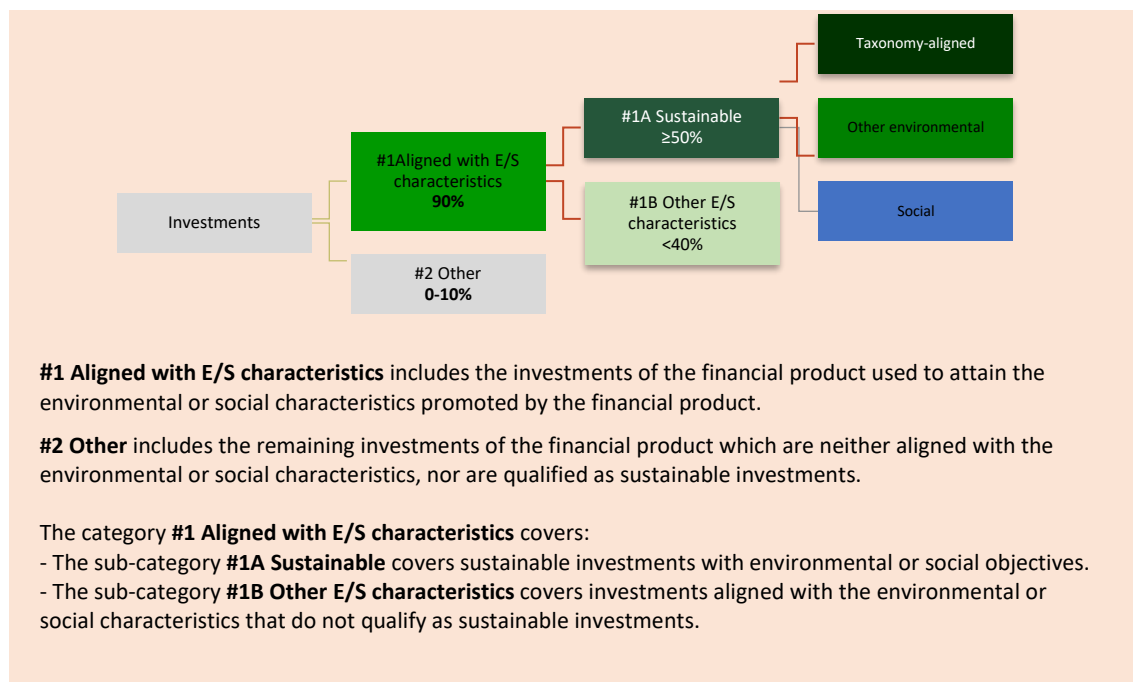 Taxonomy-aligned
#1A Sustainable
≥50%
Other environmental
#1Aligned with E/S
characteristics
90%
#1B Other E/S
characteristics
<40%
Social
Investments
#2 Other
0-10%
#1 Aligned with E/S characteristics includes the investments of the financial product used to attain the
environmental or social characteristics promoted by the financial product.
#2 Other includes the remaining investments of the financial product which are neither aligned with the
environmental or social characteristics, nor are qualified as sustainable investments.
The category #1 Aligned with E/S characteristics covers:
- The sub-category #1A Sustainable covers sustainable investments with environmental or social objectives.
- The sub-category #1B Other E/S characteristics covers investments aligned with the environmental or
social characteristics that do not qualify as sustainable investments.